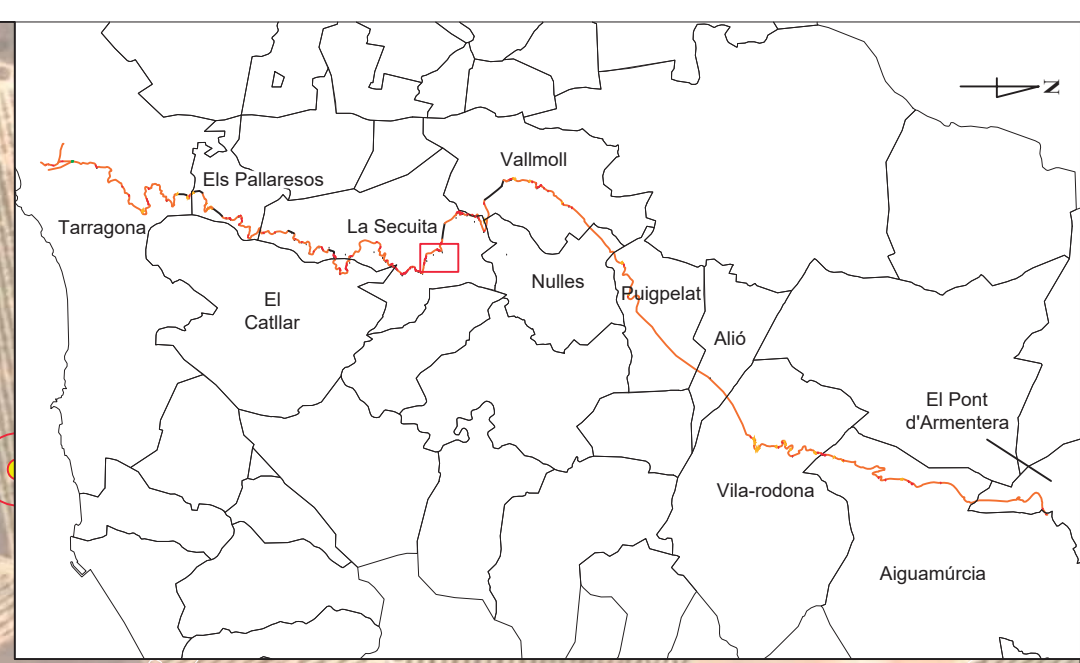 N
Vallmoll
Els Pallaresos
Tarragona
La Secuita
Nulles
El
Catllar
Puigpelat
Alió
El Pont
d'Armentera
Vila-rodona
Aiguamúrcia